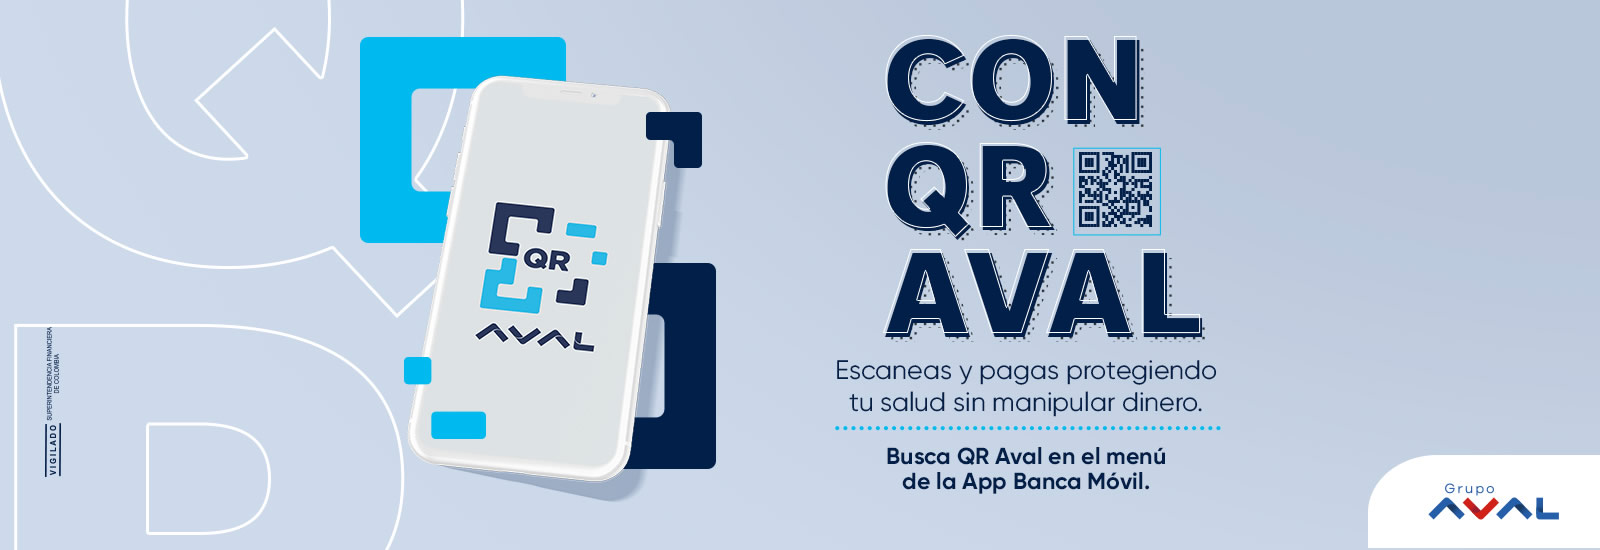 CON
QR
AVAL
Escaneas y pagas protegiendo
tu salud sin manipular dinero.
Busca QR Aval en el menú
de la App Banca Móvil.
QR
AVAL
VIGILADO
SUPERINTENDENCIA FINANCIERA
DE COLOMBIA
Grupo
AVAL